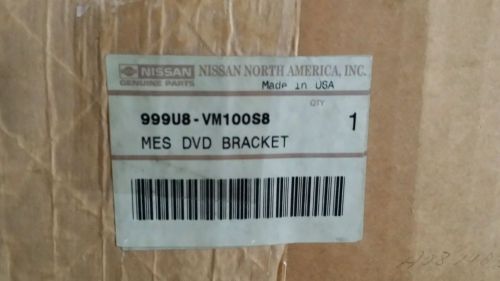 NISSAN NISSAN NORTH AMERICA, INC.
GENUINE PARTS
Made in USA
QTY
999U8-VM100S8 1
MES DVD BRACKET